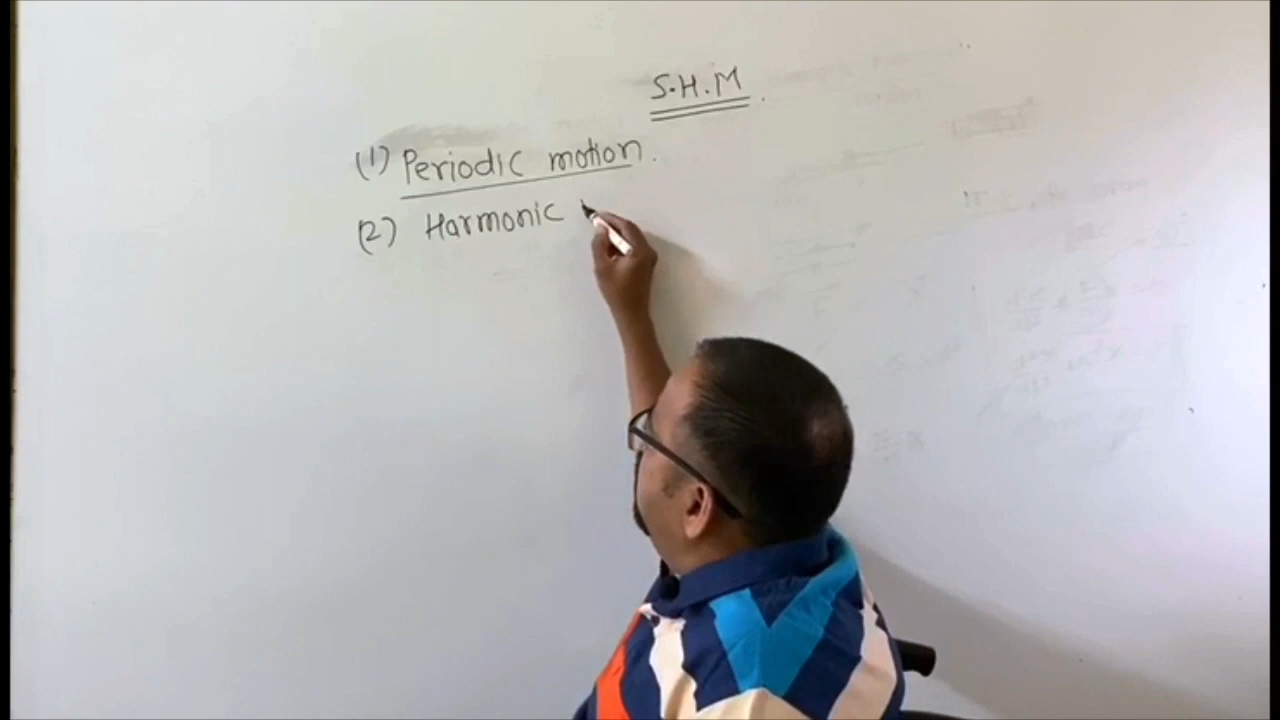 S.H.M.
(1) Periodic motion.
(2) Harmonic